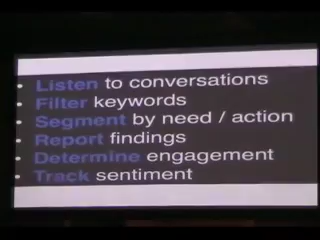 • Listen to conversations
• Filter keywords
• Segment by need / action
• Report findings
• Determine engagement
• Track sentiment